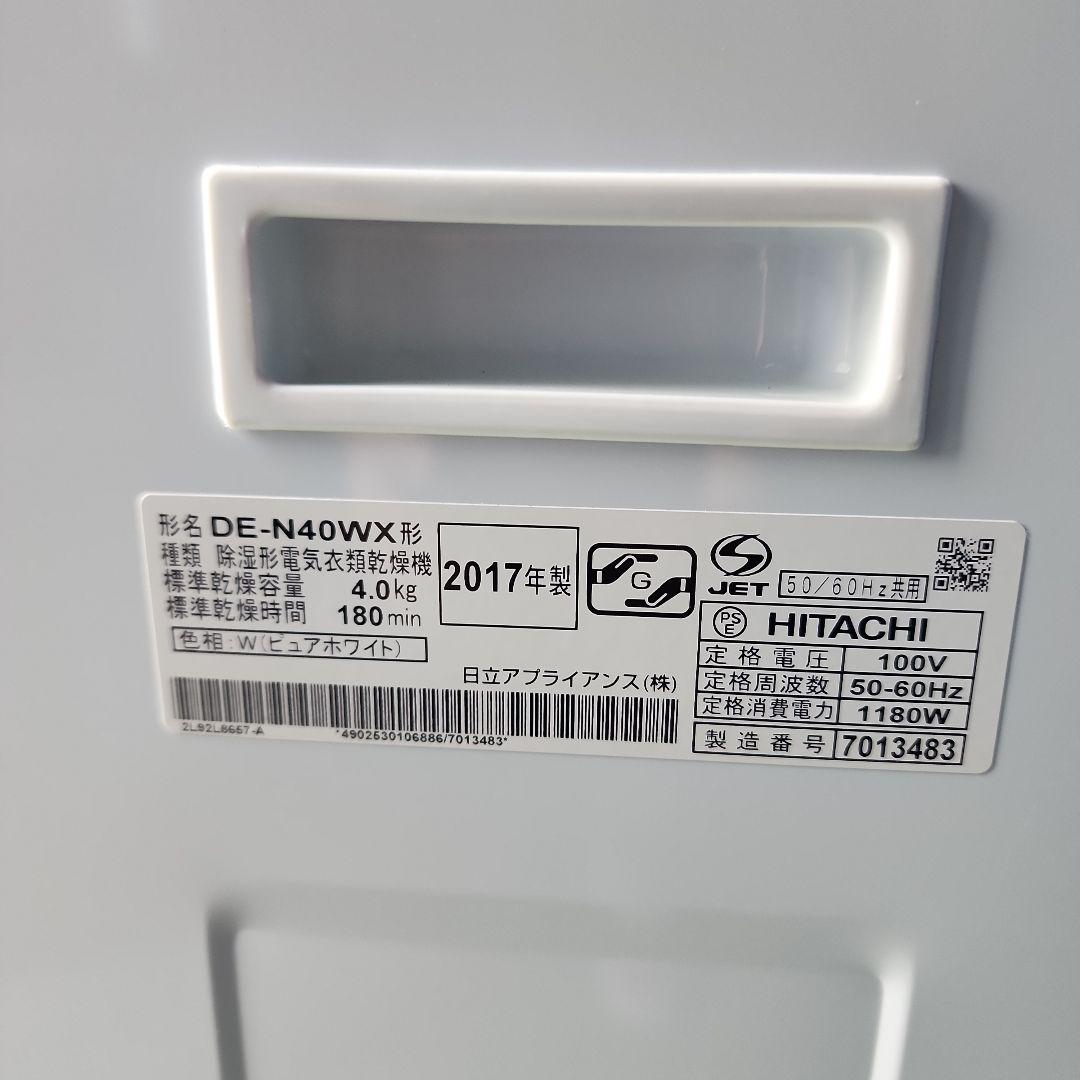 形名 DE-N40WX形
種類 除湿形電気衣類乾燥機
標準乾燥容量 4.0kg
標準乾燥時間 180min
色相:W(ピュアホワイト)
2017年製
G
JET
50/60Hz共用
PSE HITACHI
定格電圧 100V
定格周波数 50-60Hz
定格消費電力 1180W
製造番号 7013483
日立アプライアンス(株)
2L92L8657-A
*4902530106886/7013483*